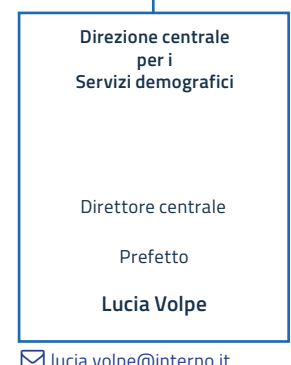 Direzione centrale
per i
Servizi demografici
Direttore centrale
Prefetto
Lucia Volpe
lucia.volpe@interno.it